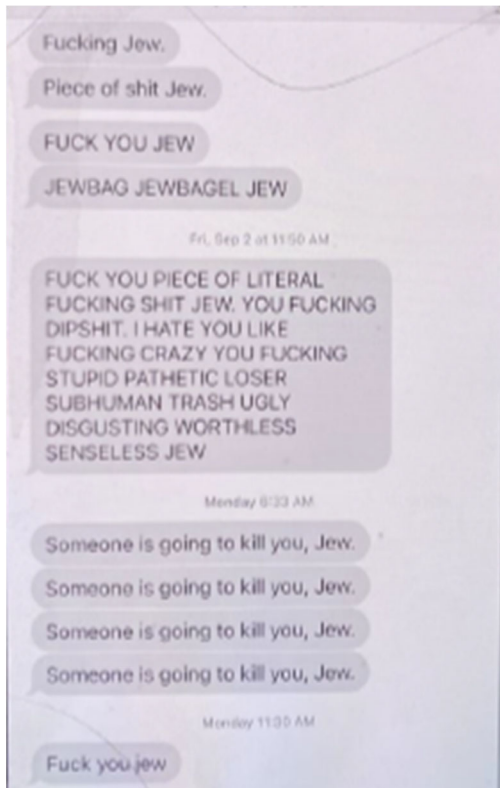 Fucking Jew.
Piece of shit Jew.
FUCK YOU JEW
JEWBAG JEWBAGEL JEW
Fri, Sep 2 at 11:50 AM
FUCK YOU PIECE OF LITERAL
FUCKING SHIT JEW. YOU FUCKING
DIPSHIT. I HATE YOU LIKE
FUCKING CRAZY YOU FUCKING
STUPID PATHETIC LOSER
SUBHUMAN TRASH UGLY
DISGUSTING WORTHLESS
SENSELESS JEW
Monday 6:33 AM
Someone is going to kill you, Jew.
Someone is going to kill you, Jew.
Someone is going to kill you, Jew.
Someone is going to kill you, Jew.
Monday 11:30 AM
Fuck you jew